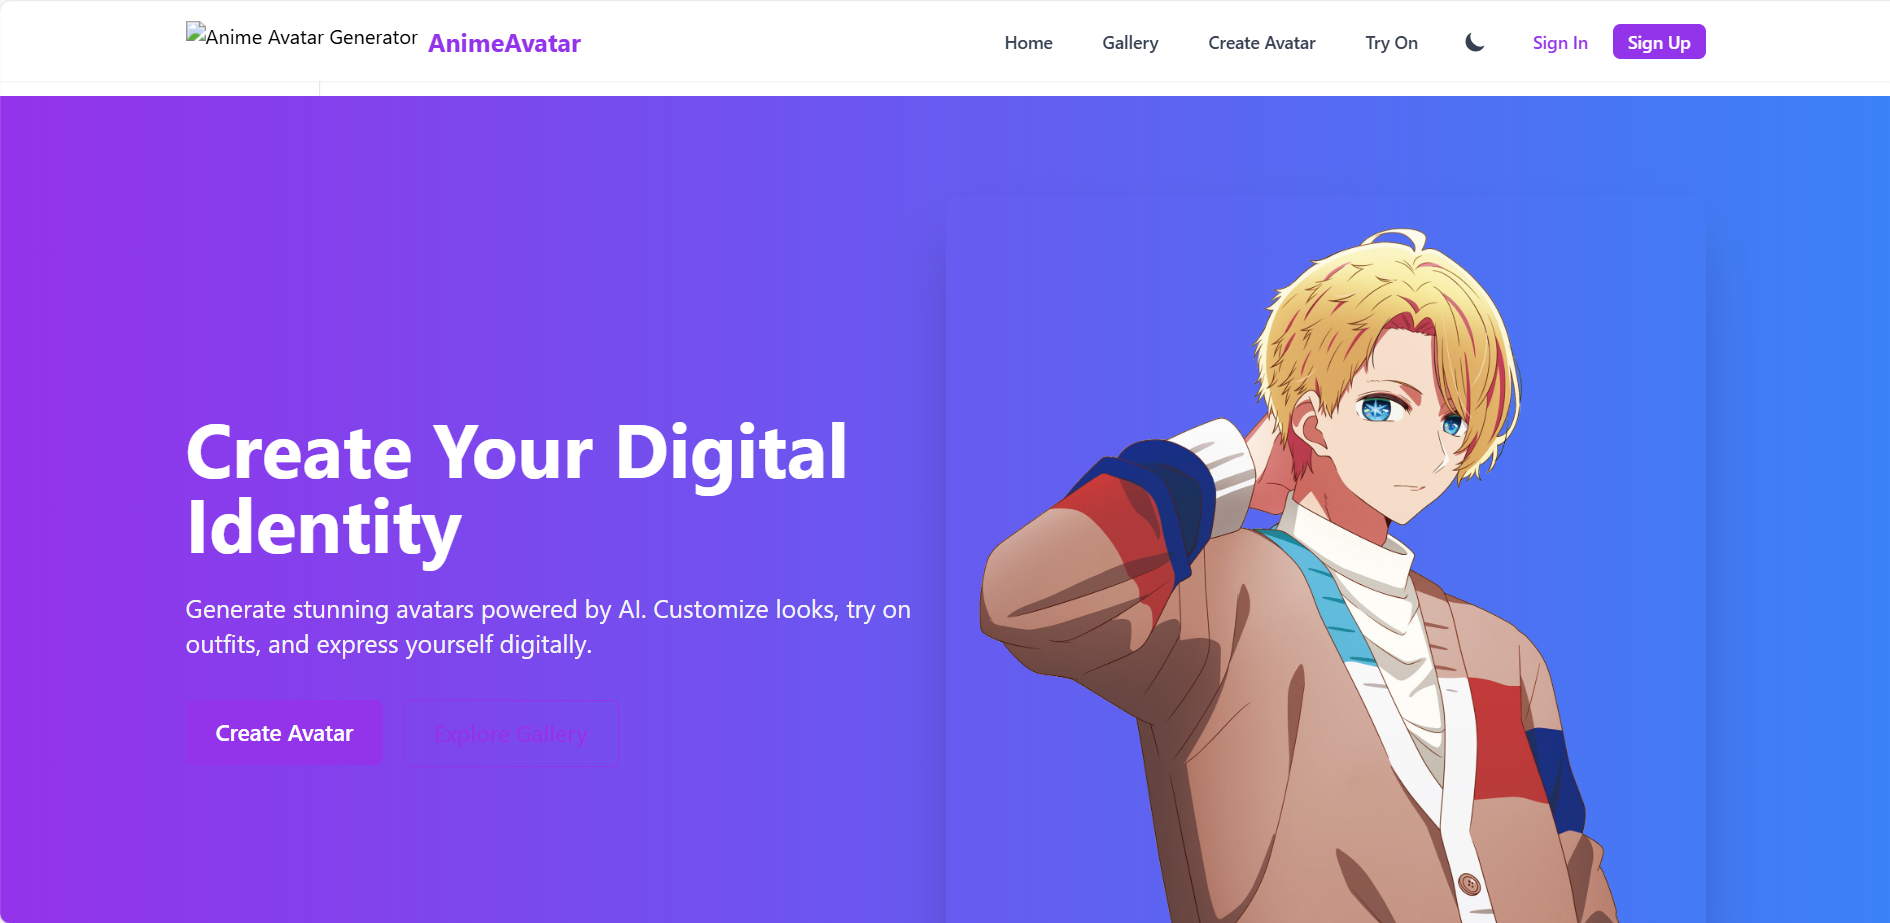 Anime Avatar Generator AnimeAvatar Home Gallery Create Avatar Try On Sign In Sign Up
Create Your Digital
Identity
Generate stunning avatars powered by AI. Customize looks, try on
outfits, and express yourself digitally.
Create Avatar Explore Gallery